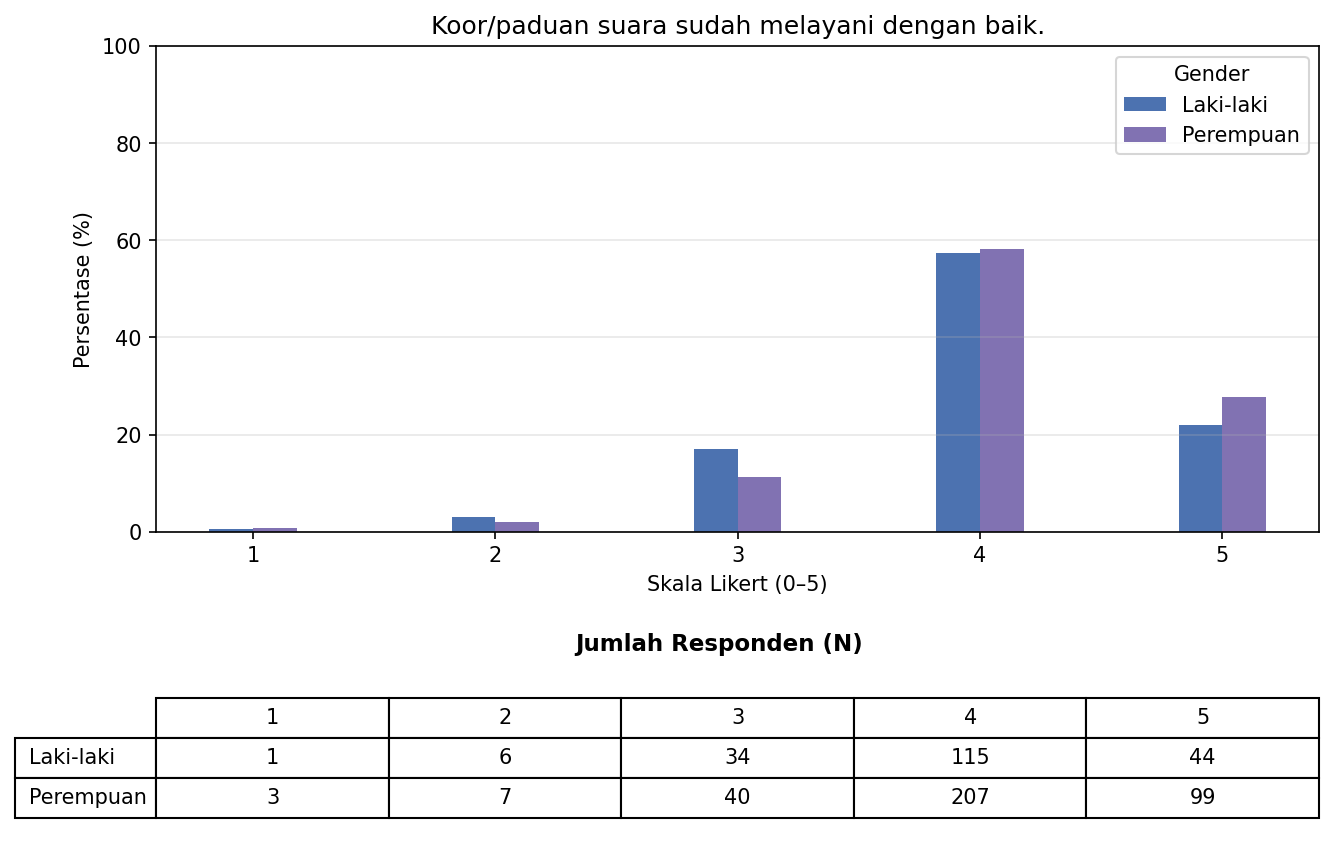 Koor/paduan suara sudah melayani dengan baik.
100
80
60
40
20
0
Persentase (%)
Gender
Laki-laki
Perempuan
1 2 3 4 5
Skala Likert (0–5)
Jumlah Responden (N)
1 2 3 4 5
Laki-laki 1 6 34 115 44
Perempuan 3 7 40 207 99